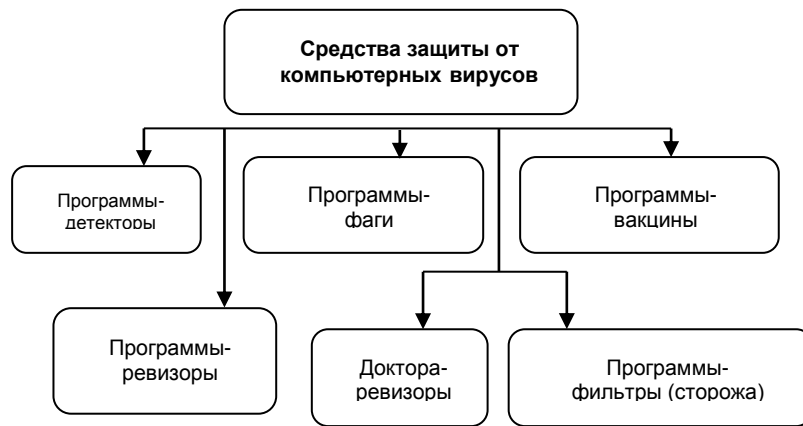 Средства защиты от
компьютерных вирусов
Программы-
детекторы
Программы-
фаги
Программы-
вакцины
Программы-
ревизоры
Доктора-
ревизоры
Программы-
фильтры (сторожа)